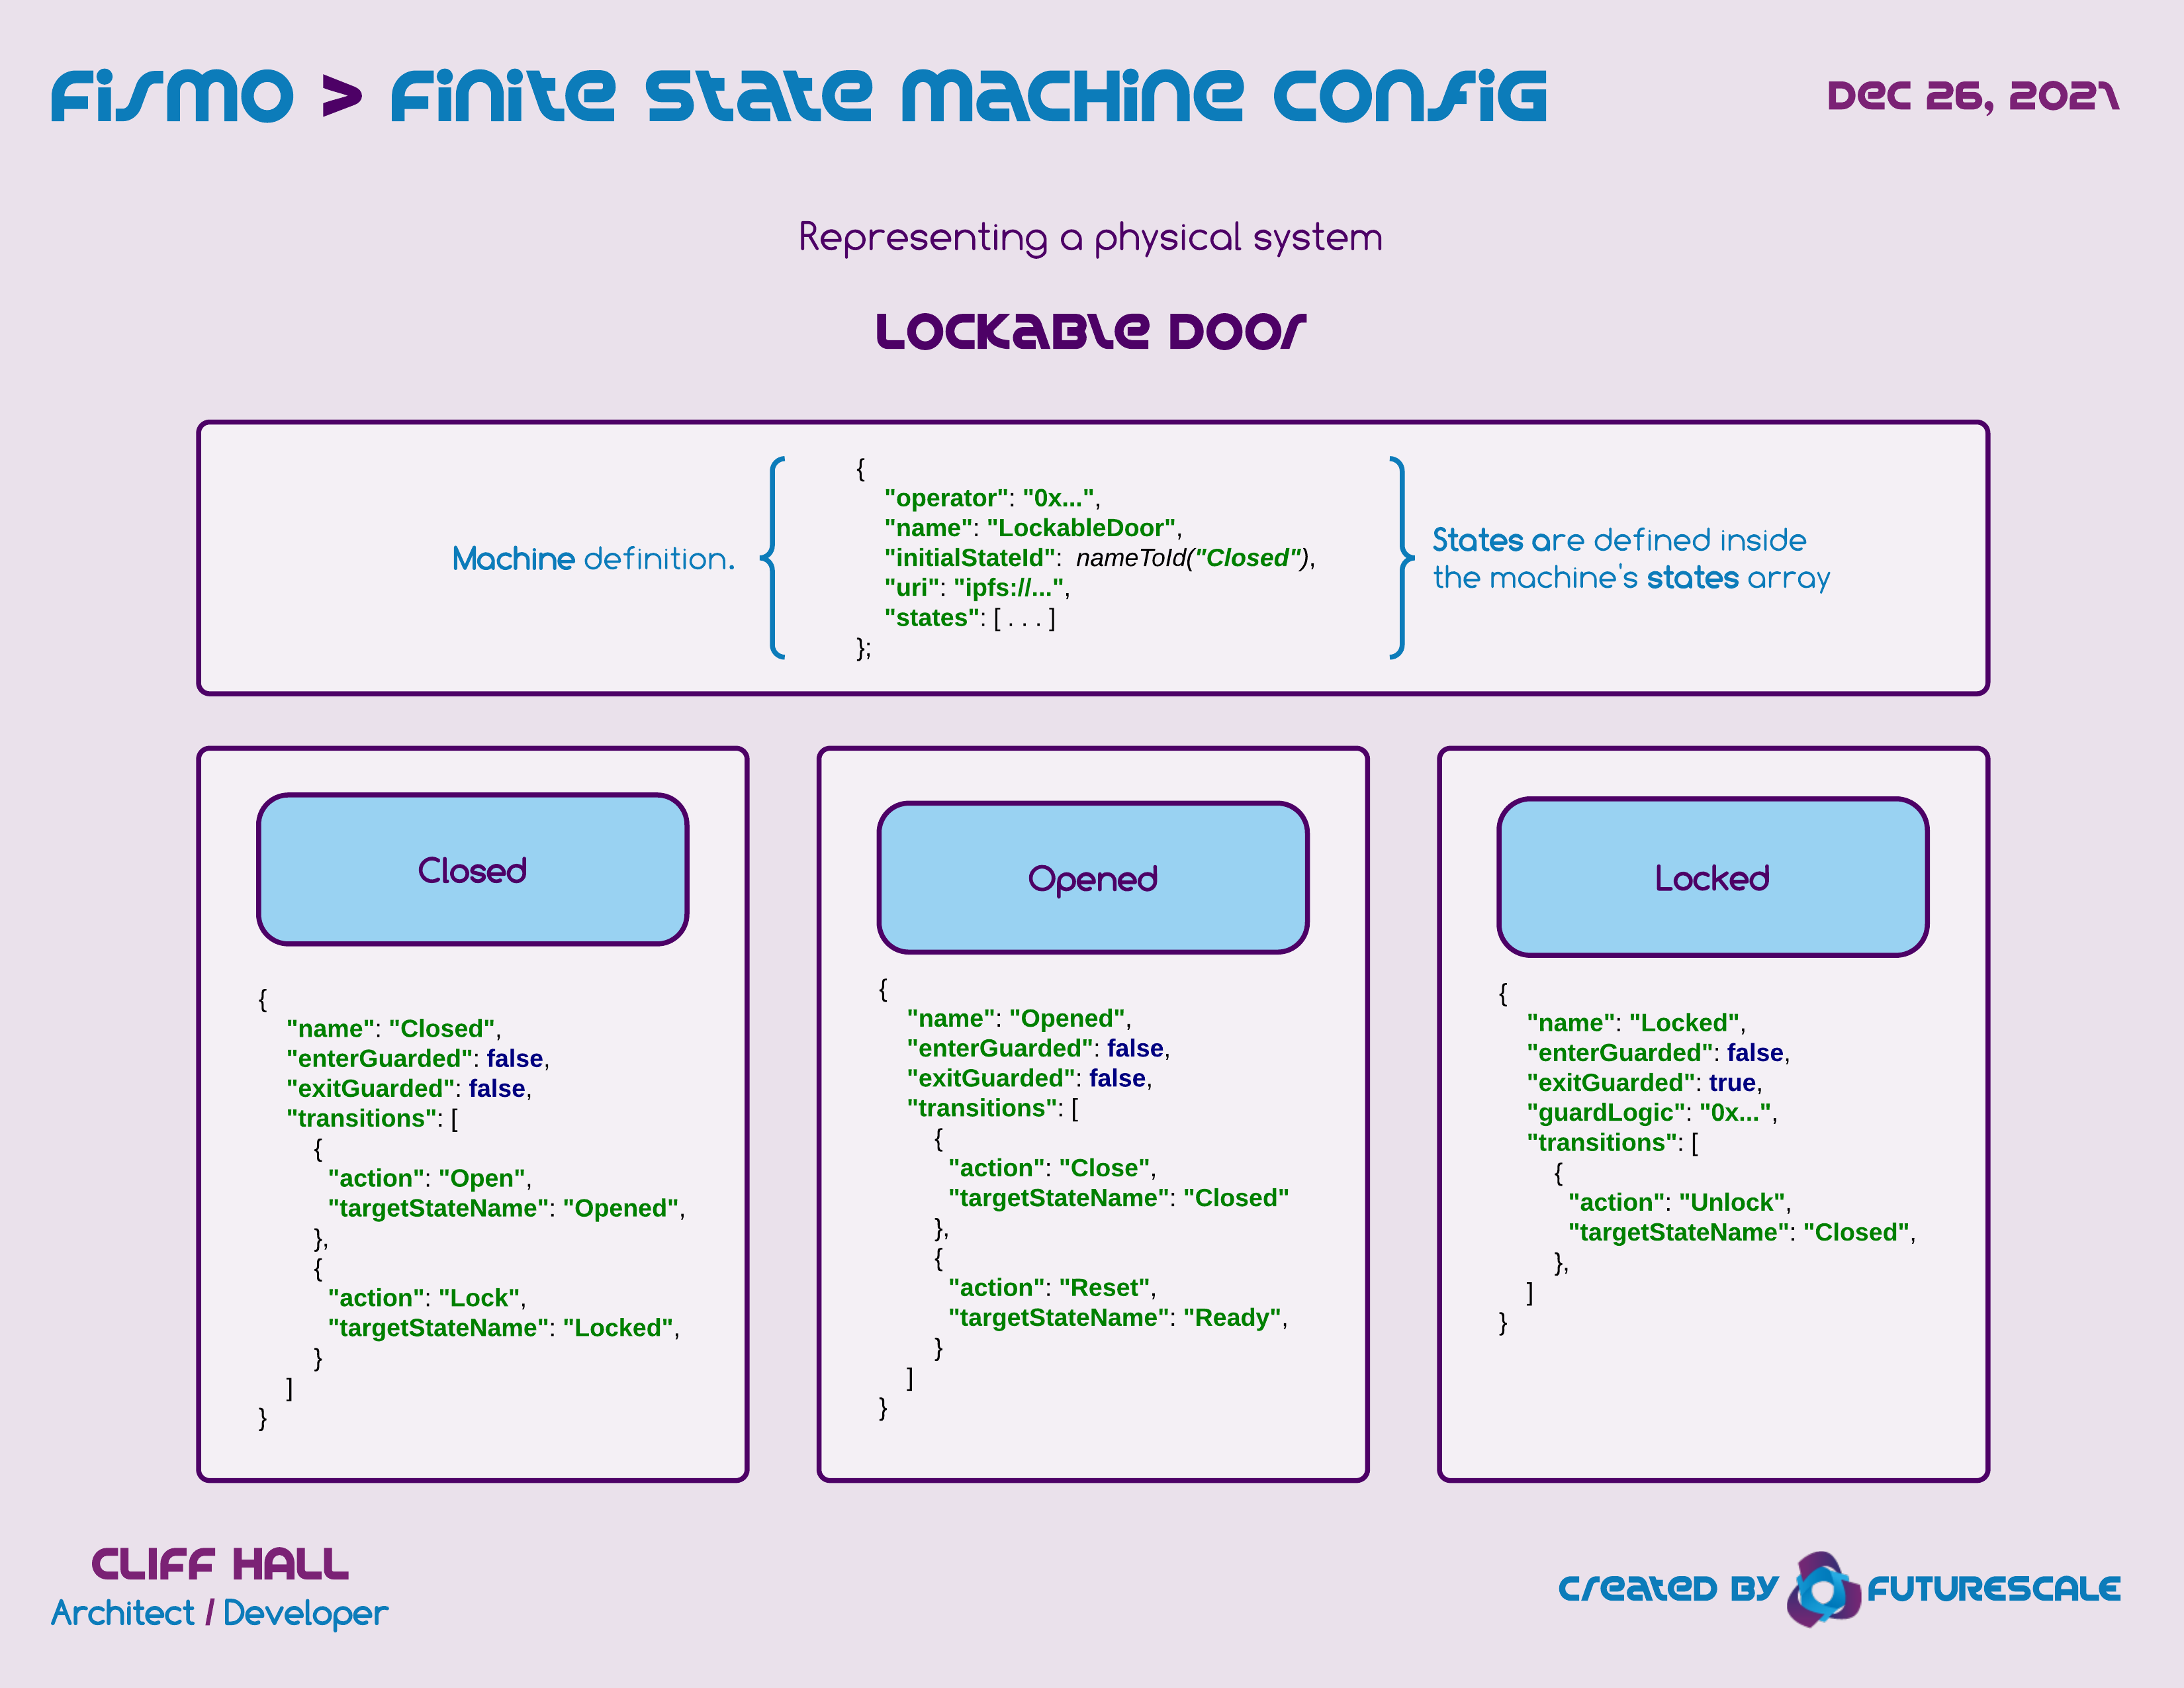 Fismo > Finite State Machine Config
Dec 26, 2021
Representing a physical system
Lockable Door
Machine definition.
{
"operator": "0x...",
"name": "LockableDoor",
"initialStateId":  nameToId("Closed"),
"uri": "ipfs://...",
"states": [ . . . ]
};
States are defined inside
the machine's states array
Closed
{
"name": "Closed",
"enterGuarded": false,
"exitGuarded": false,
"transitions": [
{
"action": "Open",
"targetStateName": "Opened",
},
{
"action": "Lock",
"targetStateName": "Locked",
}
]
}
Opened
{
"name": "Opened",
"enterGuarded": false,
"exitGuarded": false,
"transitions": [
{
"action": "Close",
"targetStateName": "Closed"
},
{
"action": "Reset",
"targetStateName": "Ready",
}
]
}
Locked
{
"name": "Locked",
"enterGuarded": false,
"exitGuarded": true,
"guardLogic": "0x...",
"transitions": [
{
"action": "Unlock",
"targetStateName": "Closed",
},
]
}
CLIFF HALL
Architect / Developer
Created By FUTURESCALE